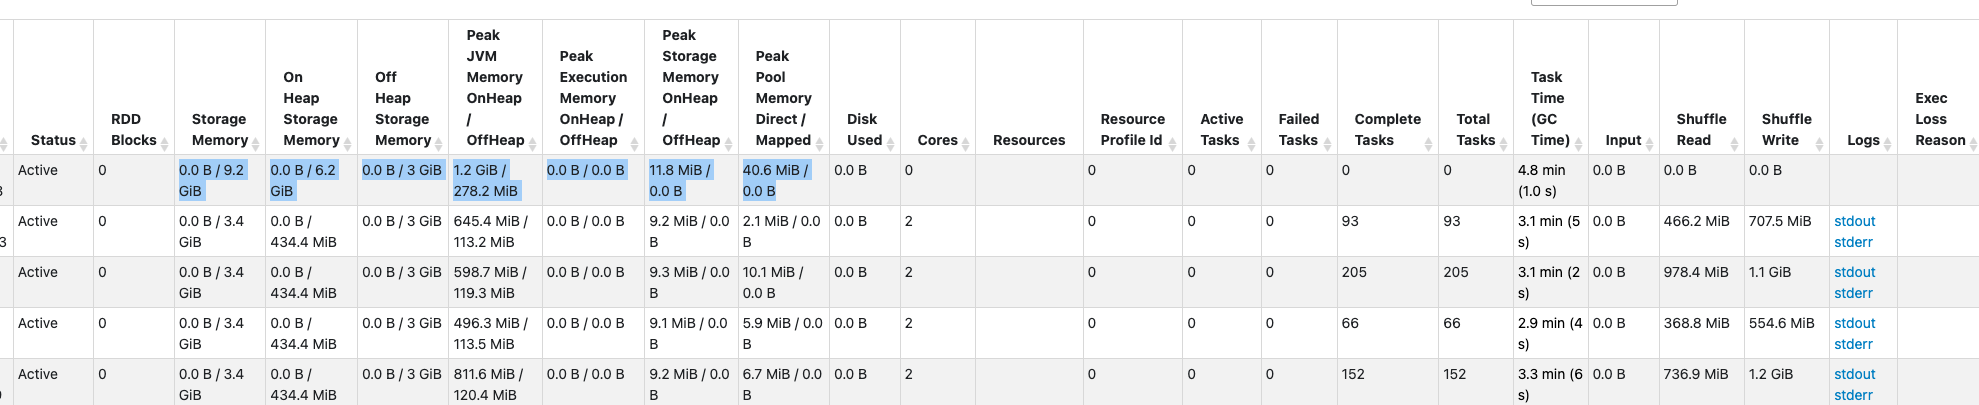 Status
RDD Blocks
Storage Memory
On Heap Storage Memory
Off Heap Storage Memory
Peak JVM Memory OnHeap / OffHeap
Peak Execution Memory OnHeap / OffHeap
Peak Storage Memory OnHeap / OffHeap
Peak Pool Memory Direct / Mapped
Disk Used
Cores
Resources
Resource Profile Id
Active Tasks
Failed Tasks
Complete Tasks
Total Tasks
Task Time (GC Time)
Input
Shuffle Read
Shuffle Write
Logs
Exec Loss Reason
3 Active 0 0.0 B / 9.2 GiB 0.0 B / 6.2 GiB 0.0 B / 3 GiB 1.2 GiB / 278.2 MiB 0.0 B / 0.0 B 11.8 MiB / 0.0 B 40.6 MiB / 0.0 B 0.0 B 0 0 0 0 0 0 4.8 min (1.0 s) 0.0 B 0.0 B 0.0 B
3 Active 0 0.0 B / 3.4 GiB 0.0 B / 434.4 MiB 0.0 B / 3 GiB 645.4 MiB / 113.2 MiB 0.0 B / 0.0 B 9.2 MiB / 0.0 B 2.1 MiB / 0.0 B 0.0 B 2 0 0 0 93 93 3.1 min (5 s) 0.0 B 466.2 MiB 707.5 MiB stdout stderr
Active 0 0.0 B / 3.4 GiB 0.0 B / 434.4 MiB 0.0 B / 3 GiB 598.7 MiB / 119.3 MiB 0.0 B / 0.0 B 9.3 MiB / 0.0 B 10.1 MiB / 0.0 B 0.0 B 2 0 0 0 205 205 3.1 min (2 s) 0.0 B 978.4 MiB 1.1 GiB stdout stderr
Active 0 0.0 B / 3.4 GiB 0.0 B / 434.4 MiB 0.0 B / 3 GiB 496.3 MiB / 113.5 MiB 0.0 B / 0.0 B 9.1 MiB / 0.0 B 5.9 MiB / 0.0 B 0.0 B 2 0 0 0 66 66 2.9 min (4 s) 0.0 B 368.8 MiB 554.6 MiB stdout stderr
Active 0 0.0 B / 3.4 GiB 0.0 B / 434.4 MiB 0.0 B / 3 GiB 811.6 MiB / 120.4 MiB 0.0 B / 0.0 B 9.2 MiB / 0.0 B 6.7 MiB / 0.0 B 0.0 B 2 0 0 0 152 152 3.3 min (6 s) 0.0 B 736.9 MiB 1.2 GiB stdout stderr